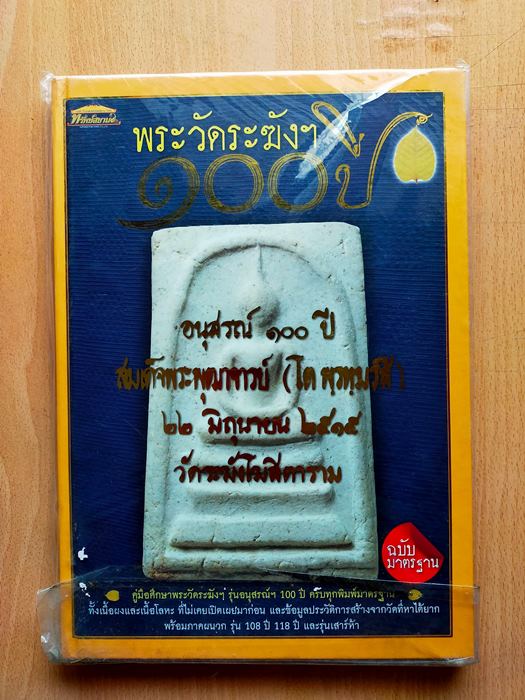 ทรัพย์สยาม
พระวัดระฆังฯ
๑๐๐ ปี
อนุสรณ์ ๑๐๐ ปี
สมเด็จพระพุฒาจารย์ (โต พฺรหฺมรํสี)
๒๒ มิถุนายน ๒๕๑๕
วัดระฆังโฆสิตาราม
ฉบับ
มาตรฐาน
คู่มือศึกษาพระวัดระฆังฯ รุ่นอนุสรณ์ฯ 100 ปี ครบทุกพิมพ์มาตรฐาน
ทั้งเนื้อผงและเนื้อโลหะ ที่ไม่เคยเปิดเผยมาก่อน และข้อมูลประวัติการสร้างจากวัดที่หาได้ยาก
พร้อมภาคผนวก รุ่น 108 ปี 118 ปี และรุ่นเสาร์ห้า